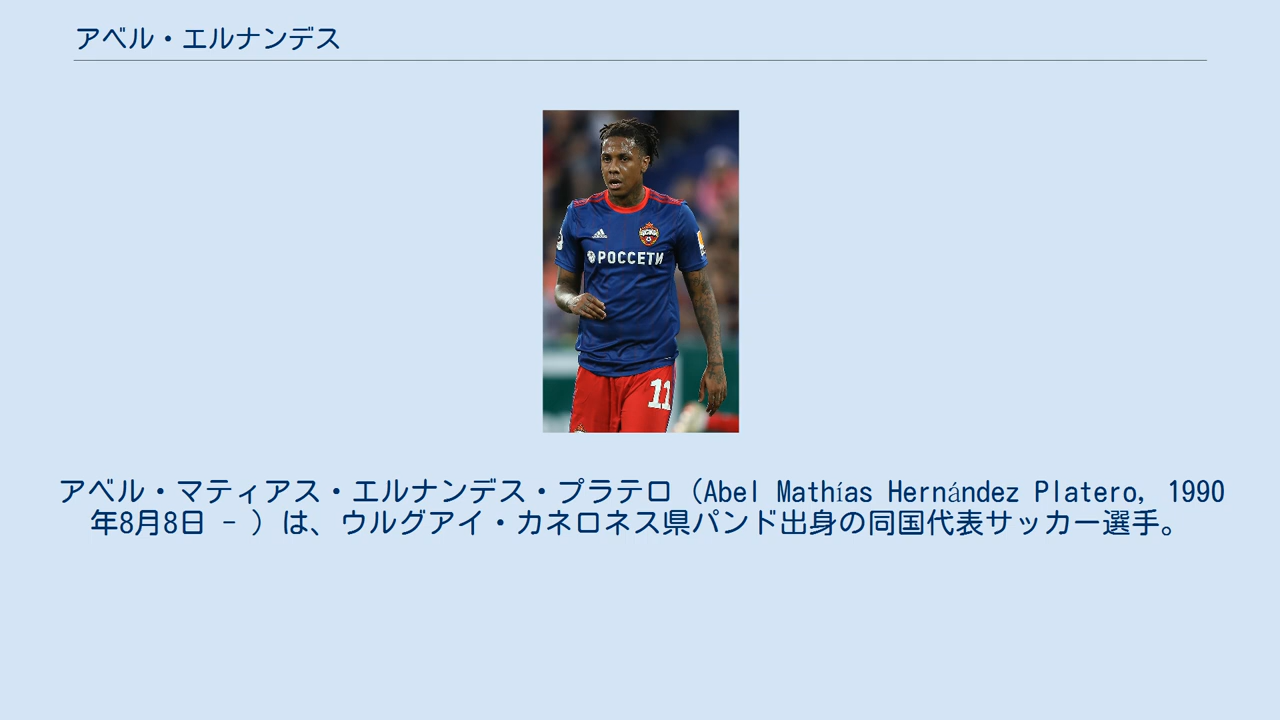 アベル・エルナンデス
РОССЕТИ
11
アベル・マティアス・エルナンデス・プラテロ（Abel Mathías Hernández Platero, 1990
年8月8日 - ）は、ウルグアイ・カネロネス県パンド出身の同国代表サッカー選手。